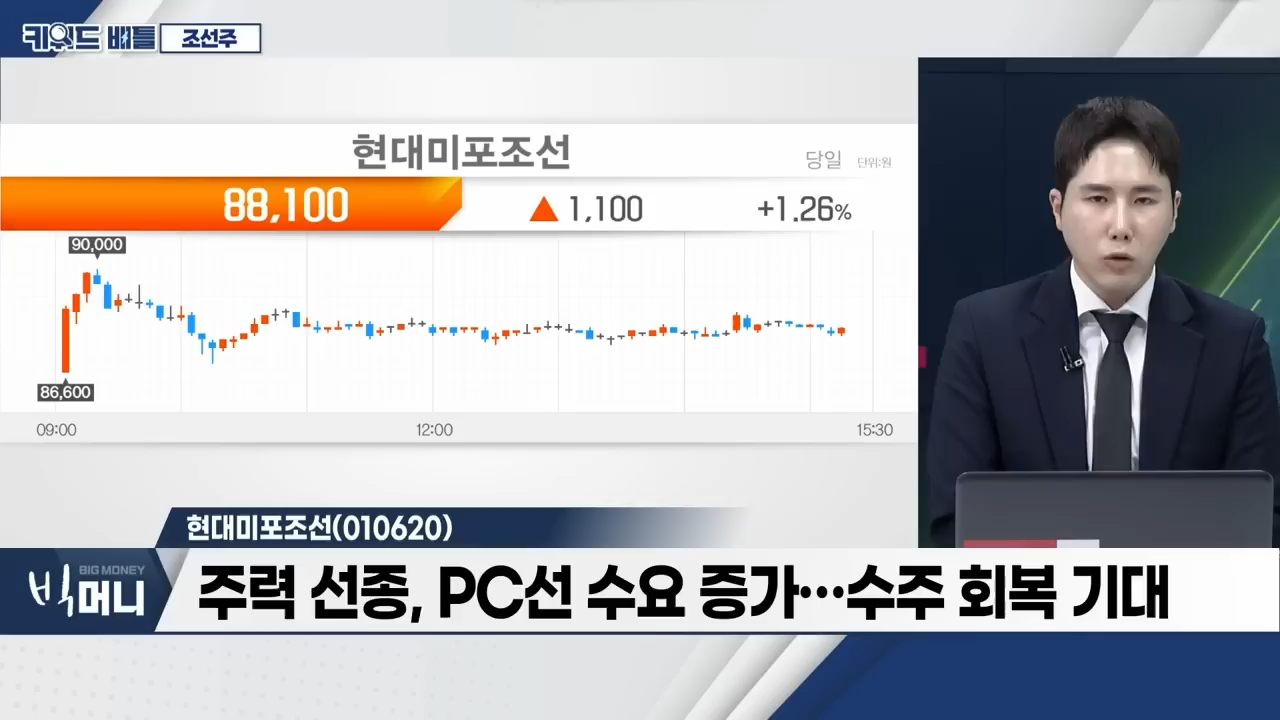 키워드 배틀 조선주
현대미포조선
당일 단위:원
88,100 ▲ 1,100 +1.26%
90,000
86,600
09:00 12:00 15:30
현대미포조선(010620)
BIG MONEY
빅머니
주력 선종, PC선 수요 증가…수주 회복 기대